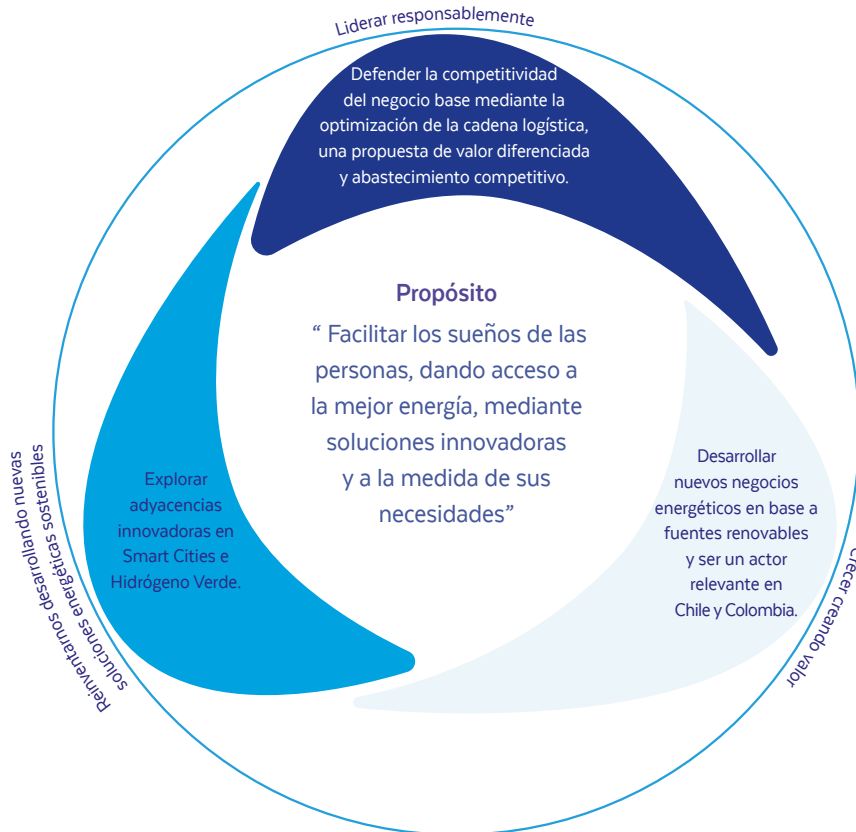 Liderar responsablemente
Defender la competitividad
del negocio base mediante la
optimización de la cadena logística,
una propuesta de valor diferenciada
y abastecimiento competitivo.
Propósito
“ Facilitar los sueños de las
personas, dando acceso a
la mejor energía, mediante
soluciones innovadoras
y a la medida de sus
necesidades”
Desarrollar
nuevos negocios
energéticos en base a
fuentes renovables
y ser un actor
relevante en
Chile y Colombia.
Crecer creando valor
Explorar
adyacencias
innovadoras en
Smart Cities e
Hidrógeno Verde.
Reinventarnos desarrollando nuevas
soluciones energéticas sostenibles